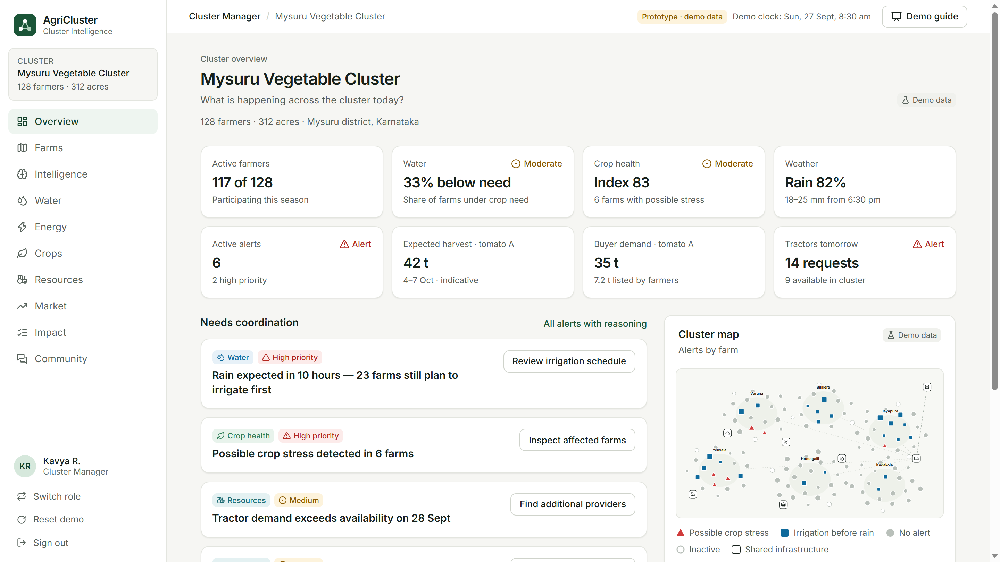 AgriCluster
Cluster Intelligence
CLUSTER
Mysuru Vegetable Cluster
128 farmers · 312 acres
Overview
Farms
Intelligence
Water
Energy
Crops
Resources
Market
Impact
Community
KR
Kavya R.
Cluster Manager
Switch role
Reset demo
Sign out
Cluster Manager / Mysuru Vegetable Cluster
Prototype · demo data
Demo clock: Sun, 27 Sept, 8:30 am
Demo guide
Cluster overview
Mysuru Vegetable Cluster
What is happening across the cluster today?
Demo data
128 farmers · 312 acres · Mysuru district, Karnataka
Active farmers
117 of 128
Participating this season
Water
Moderate
33% below need
Share of farms under crop need
Crop health
Moderate
Index 83
6 farms with possible stress
Weather
Rain 82%
18–25 mm from 6:30 pm
Active alerts
Alert
6
2 high priority
Expected harvest · tomato A
42 t
4–7 Oct · indicative
Buyer demand · tomato A
35 t
7.2 t listed by farmers
Tractors tomorrow
Alert
14 requests
9 available in cluster
Needs coordination
All alerts with reasoning
Water
High priority
Review irrigation schedule
Rain expected in 10 hours — 23 farms still plan to
irrigate first
Crop health
High priority
Inspect affected farms
Possible crop stress detected in 6 farms
Resources
Medium
Find additional providers
Tractor demand exceeds availability on 28 Sept
Cluster map
Demo data
Alerts by farm
Bilikere
Varuna
Jayapura
Yelwala
Hootagalli
Kadakola
Possible crop stress
Irrigation before rain
No alert
Inactive
Shared infrastructure